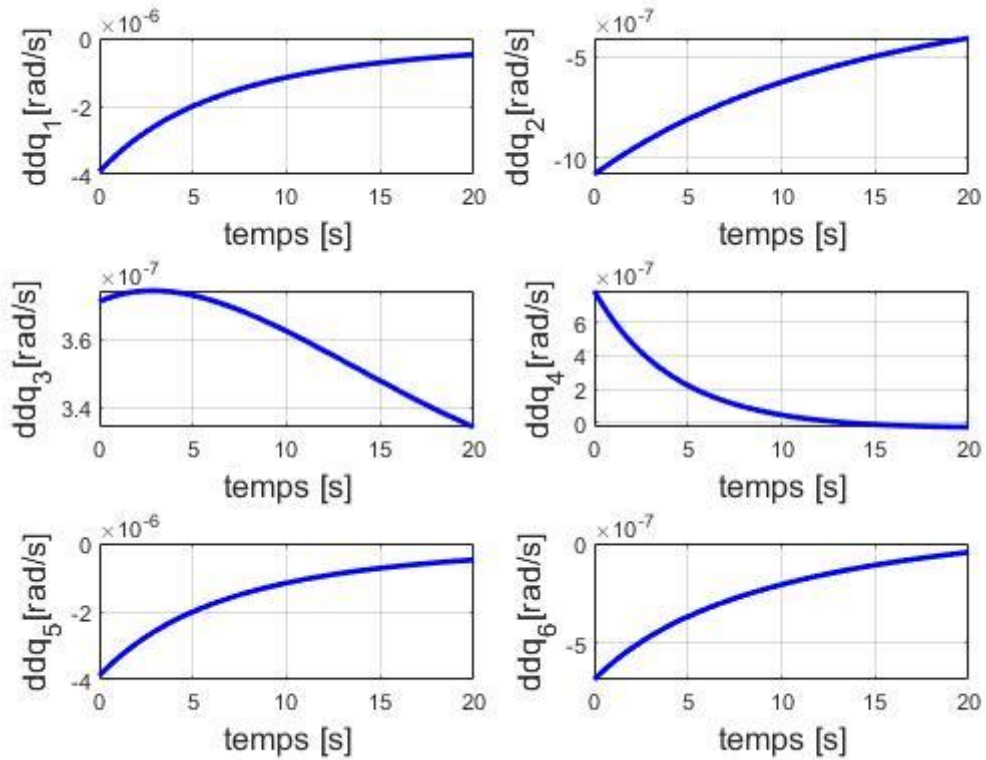 ×10⁻⁶
0
-2
-4
ddq₁[rad/s]
0 5 10 15 20
temps [s]
×10⁻⁷
-5
-10
ddq₂[rad/s]
0 5 10 15 20
temps [s]
×10⁻⁷
3.6
3.4
ddq₃[rad/s]
0 5 10 15 20
temps [s]
×10⁻⁷
6
4
2
0
ddq₄[rad/s]
0 5 10 15 20
temps [s]
×10⁻⁶
0
-2
-4
ddq₅[rad/s]
0 5 10 15 20
temps [s]
×10⁻⁷
0
-5
ddq₆[rad/s]
0 5 10 15 20
temps [s]